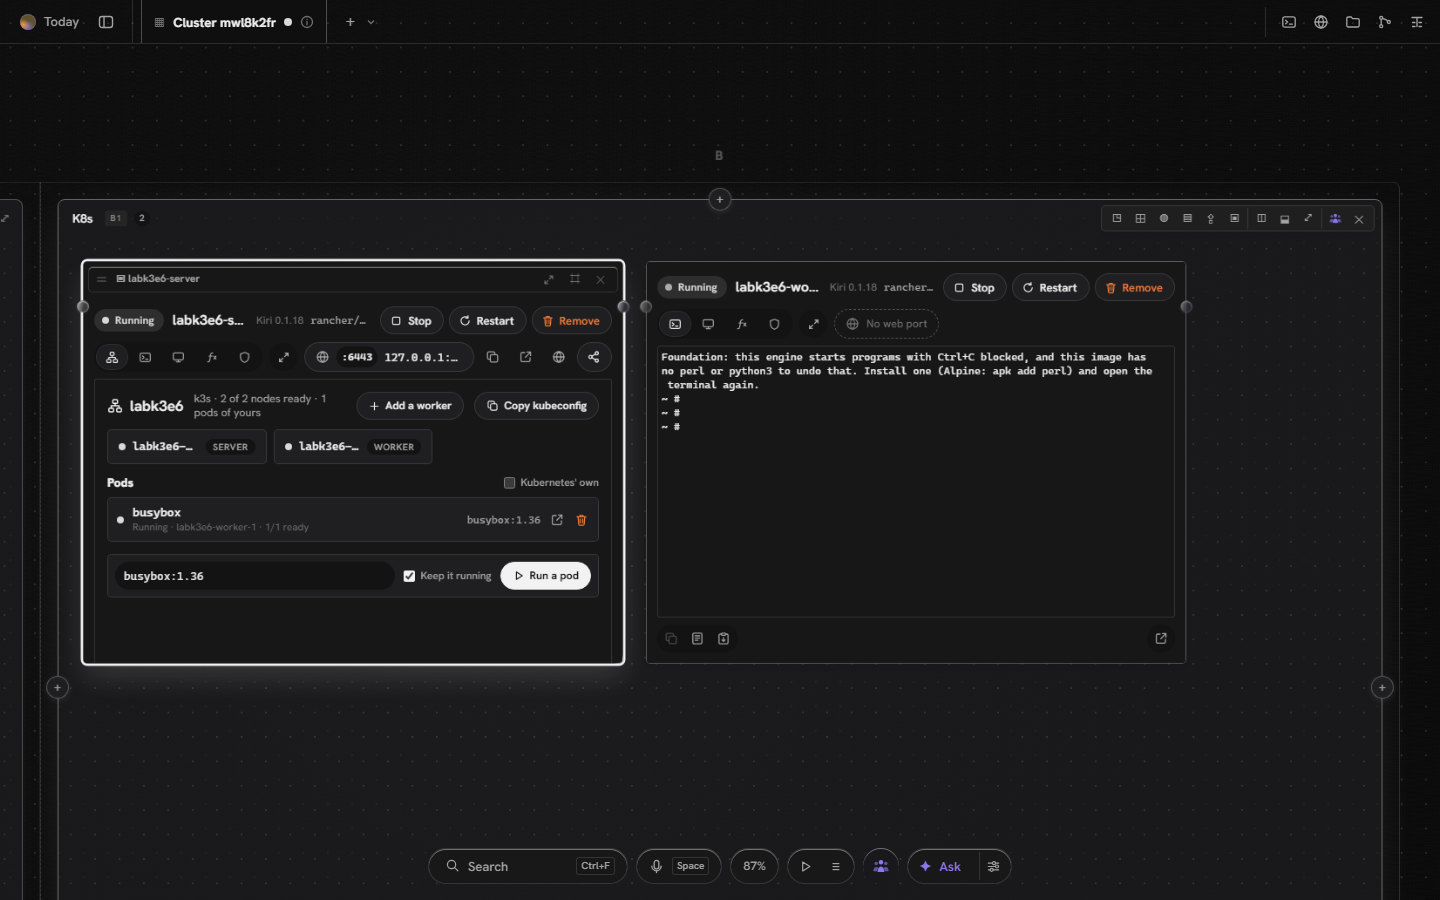 Today
Cluster mwl8k2fr
B
K8s B1 2
labk3e6-server
Running labk3e6-s... Kiri 0.1.18 rancher/... Stop Restart Remove
:6443 127.0.0.1:...
labk3e6 k3s · 2 of 2 nodes ready · 1
pods of yours
Add a worker Copy kubeconfig
labk3e6-... SERVER labk3e6-... WORKER
Pods Kubernetes' own
busybox
Running · labk3e6-worker-1 · 1/1 ready
busybox:1.36
busybox:1.36 Keep it running Run a pod
Running labk3e6-wo... Kiri 0.1.18 rancher... Stop Restart Remove
fx No web port
Foundation: this engine starts programs with Ctrl+C blocked, and this image has
no perl or python3 to undo that. Install one (Alpine: apk add perl) and open the
terminal again.
~ #
~ #
~ #
Search Ctrl+F Space 87% Ask